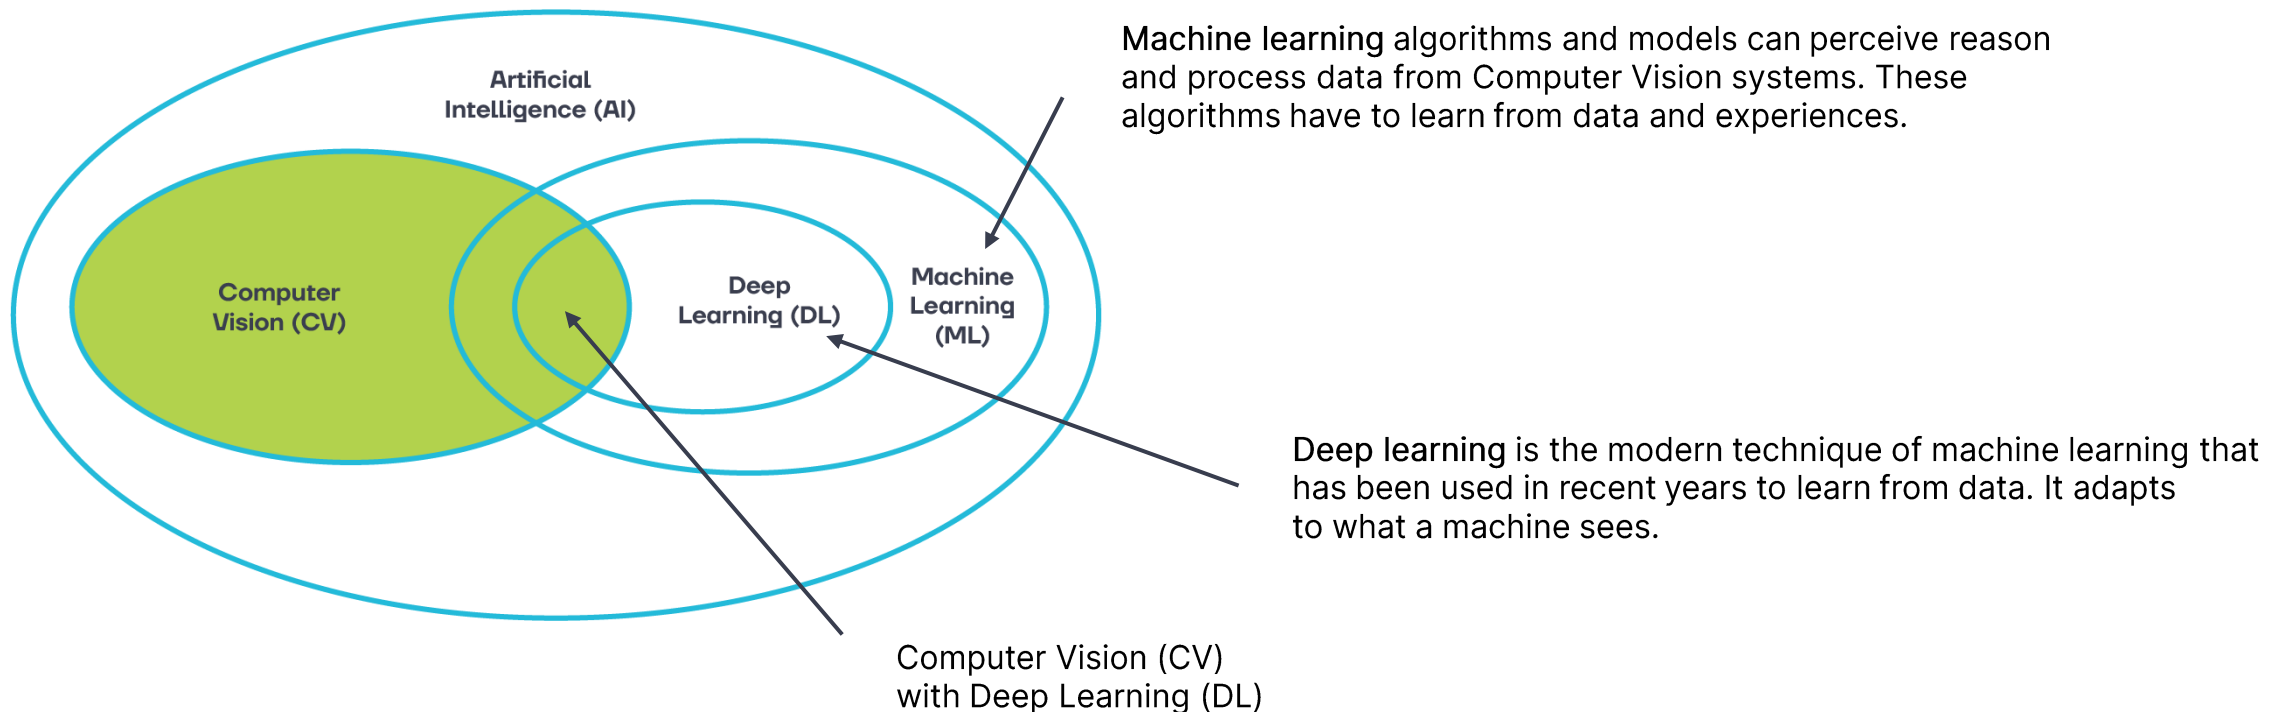 Machine learning algorithms and models can perceive reason
and process data from Computer Vision systems. These
algorithms have to learn from data and experiences.
Artificial
Intelligence (AI)
Computer
Vision (CV)
Deep
Learning (DL)
Machine
Learning
(ML)
Deep learning is the modern technique of machine learning that
has been used in recent years to learn from data. It adapts
to what a machine sees.
Computer Vision (CV)
with Deep Learning (DL)